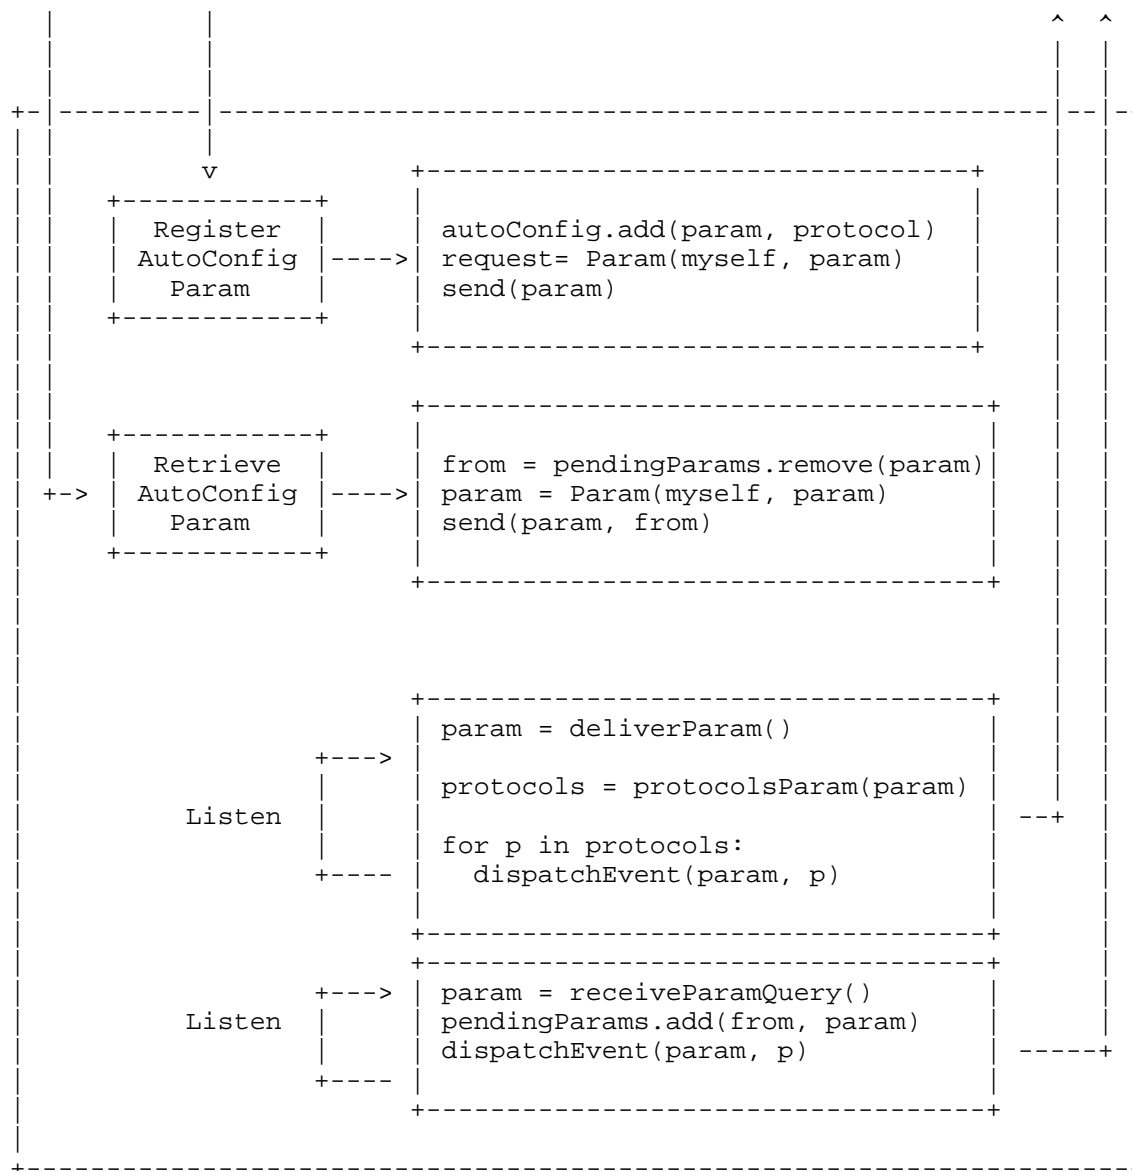 Register
AutoConfig
Param
autoConfig.add(param, protocol)
request= Param(myself, param)
send(param)
Retrieve
AutoConfig
Param
from = pendingParams.remove(param)
param = Param(myself, param)
send(param, from)
Listen
param = deliverParam()
protocols = protocolsParam(param)
for p in protocols:
dispatchEvent(param, p)
Listen
param = receiveParamQuery()
pendingParams.add(from, param)
dispatchEvent(param, p)